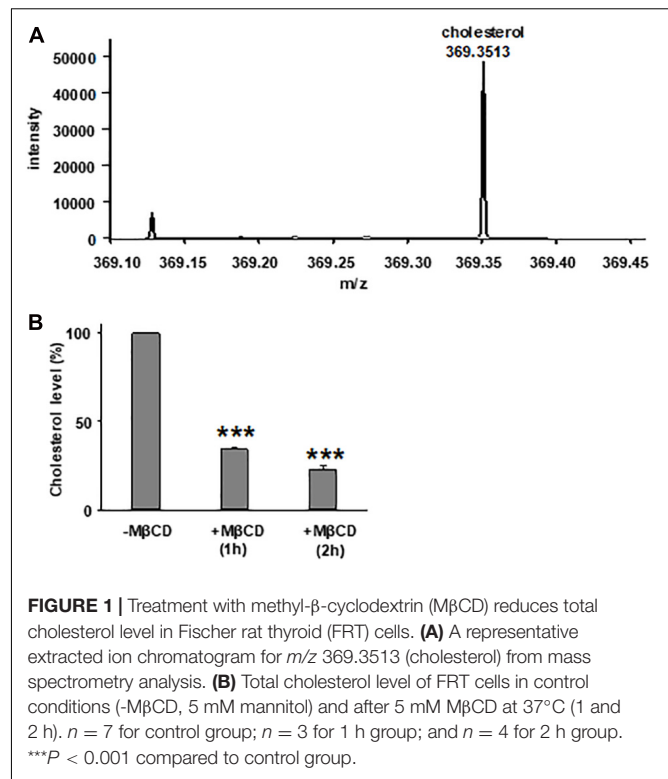 A
cholesterol
369.3513
50000
40000
30000
20000
10000
0
intensity
369.10 369.15 369.20 369.25 369.30 369.35 369.40 369.45
m/z
B
100
50
0
Cholesterol level (%)
***
***
-MβCD +MβCD +MβCD
(1h) (2h)
FIGURE 1 | Treatment with methyl-β-cyclodextrin (MβCD) reduces total
cholesterol level in Fischer rat thyroid (FRT) cells. (A) A representative
extracted ion chromatogram for m/z 369.3513 (cholesterol) from mass
spectrometry analysis. (B) Total cholesterol level of FRT cells in control
conditions (-MβCD, 5 mM mannitol) and after 5 mM MβCD at 37°C (1 and
2 h). n = 7 for control group; n = 3 for 1 h group; and n = 4 for 2 h group.
***P < 0.001 compared to control group.